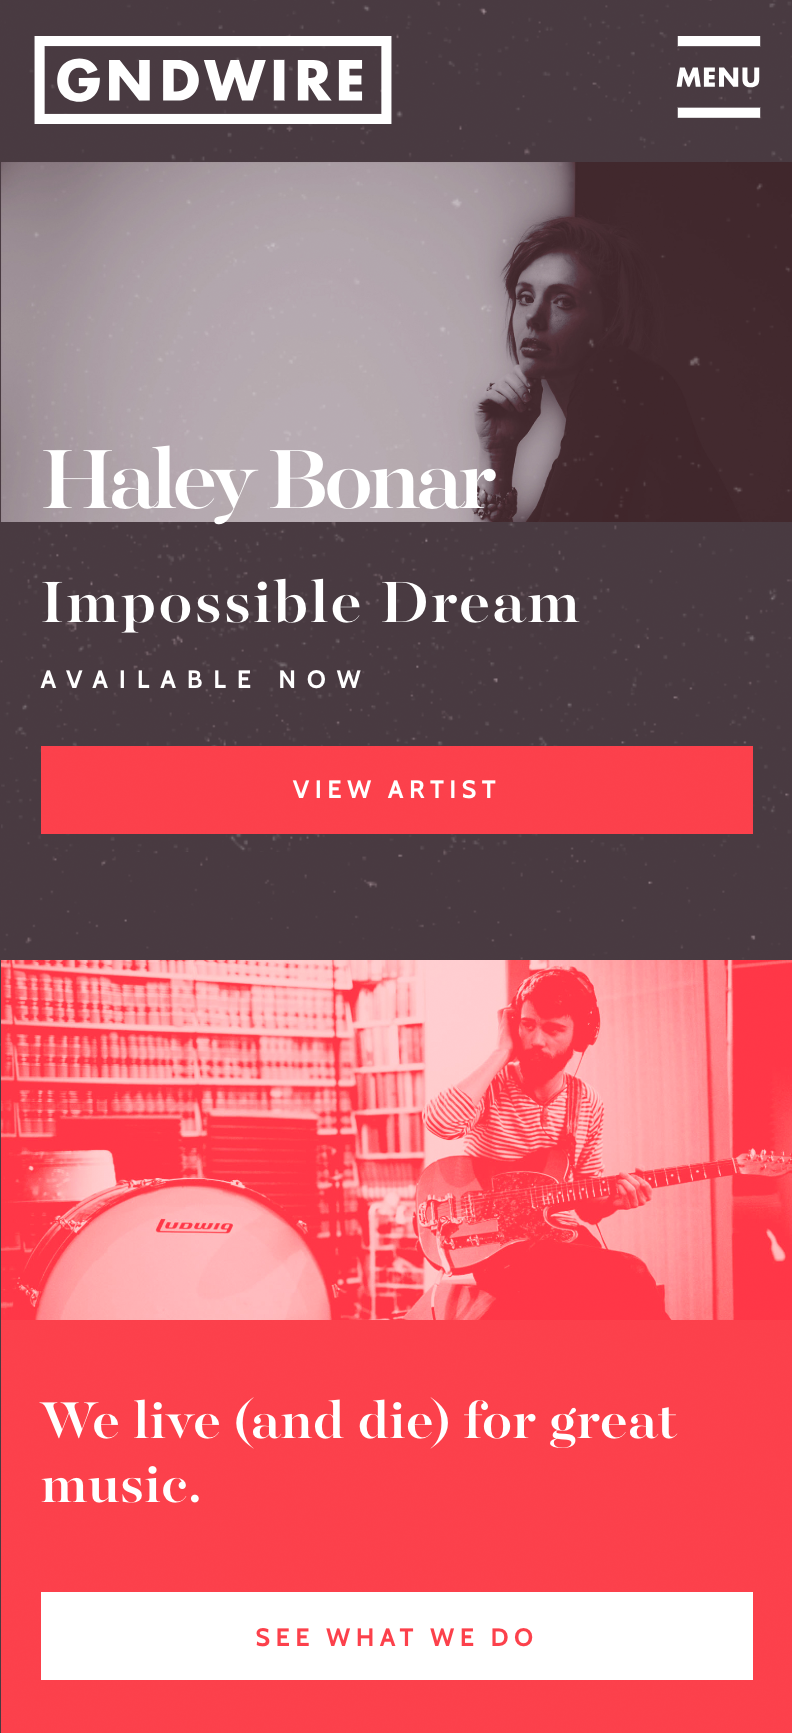 GNDWIRE
MENU
Haley Bonar
Impossible Dream
AVAILABLE NOW
VIEW ARTIST
LUDWIG
We live (and die) for great
music.
SEE WHAT WE DO